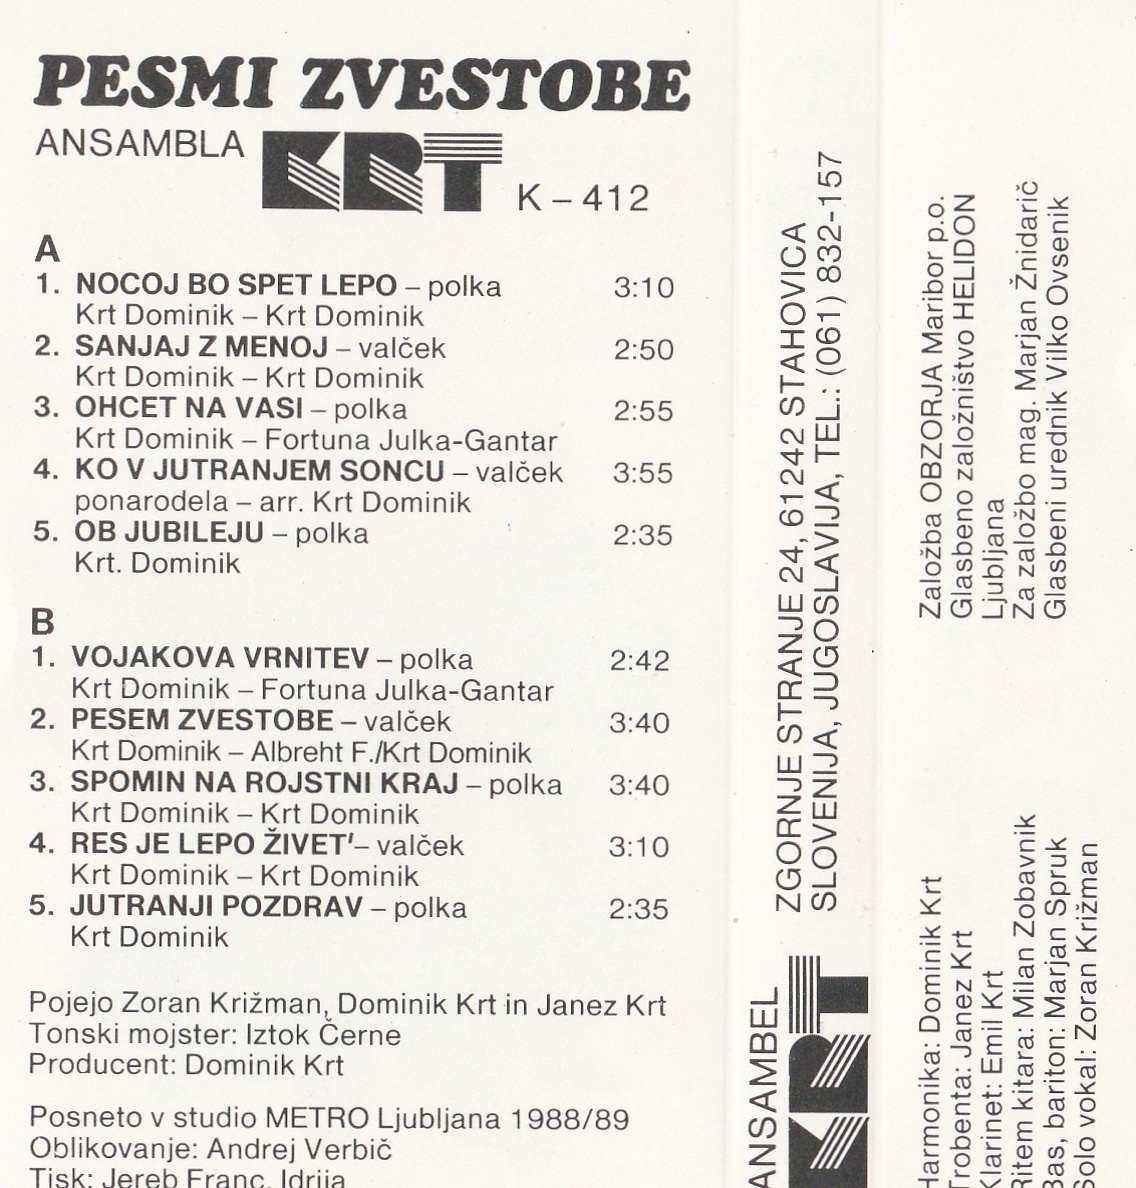 PESMI ZVESTOBE
ANSAMBLA KRT K – 412
A
1. NOCOJ BO SPET LEPO – polka 3:10
Krt Dominik – Krt Dominik
2. SANJAJ Z MENOJ – valček 2:50
Krt Dominik – Krt Dominik
3. OHCET NA VASI – polka 2:55
Krt Dominik – Fortuna Julka-Gantar
4. KO V JUTRANJEM SONCU – valček 3:55
ponarodela – arr. Krt Dominik
5. OB JUBILEJU – polka 2:35
Krt. Dominik
B
1. VOJAKOVA VRNITEV – polka 2:42
Krt Dominik – Fortuna Julka-Gantar
2. PESEM ZVESTOBE – valček 3:40
Krt Dominik – Albreht F./Krt Dominik
3. SPOMIN NA ROJSTNI KRAJ – polka 3:40
Krt Dominik – Krt Dominik
4. RES JE LEPO ŽIVET'– valček 3:10
Krt Dominik – Krt Dominik
5. JUTRANJI POZDRAV – polka 2:35
Krt Dominik
Pojejo Zoran Križman, Dominik Krt in Janez Krt
Tonski mojster: Iztok Černe
Producent: Dominik Krt
Posneto v studio METRO Ljubljana 1988/89
Oblikovanje: Andrej Verbič
Tisk: Jereb Franc, Idrija
ANSAMBEL
KRT
ZGORNJE STRANJE 24, 61242 STAHOVICA
SLOVENIJA, JUGOSLAVIJA, TEL.: (061) 832-157
Harmonika: Dominik Krt
Trobenta: Janez Krt
Klarinet: Emil Krt
Ritem kitara: Milan Zobavnik
Bas, bariton: Marjan Spruk
Solo vokal: Zoran Križman
Založba OBZORJA Maribor p.o.
Glasbeno založništvo HELIDON
Ljubljana
Za založbo mag. Marjan Žnidarič
Glasbeni urednik Vilko Ovsenik